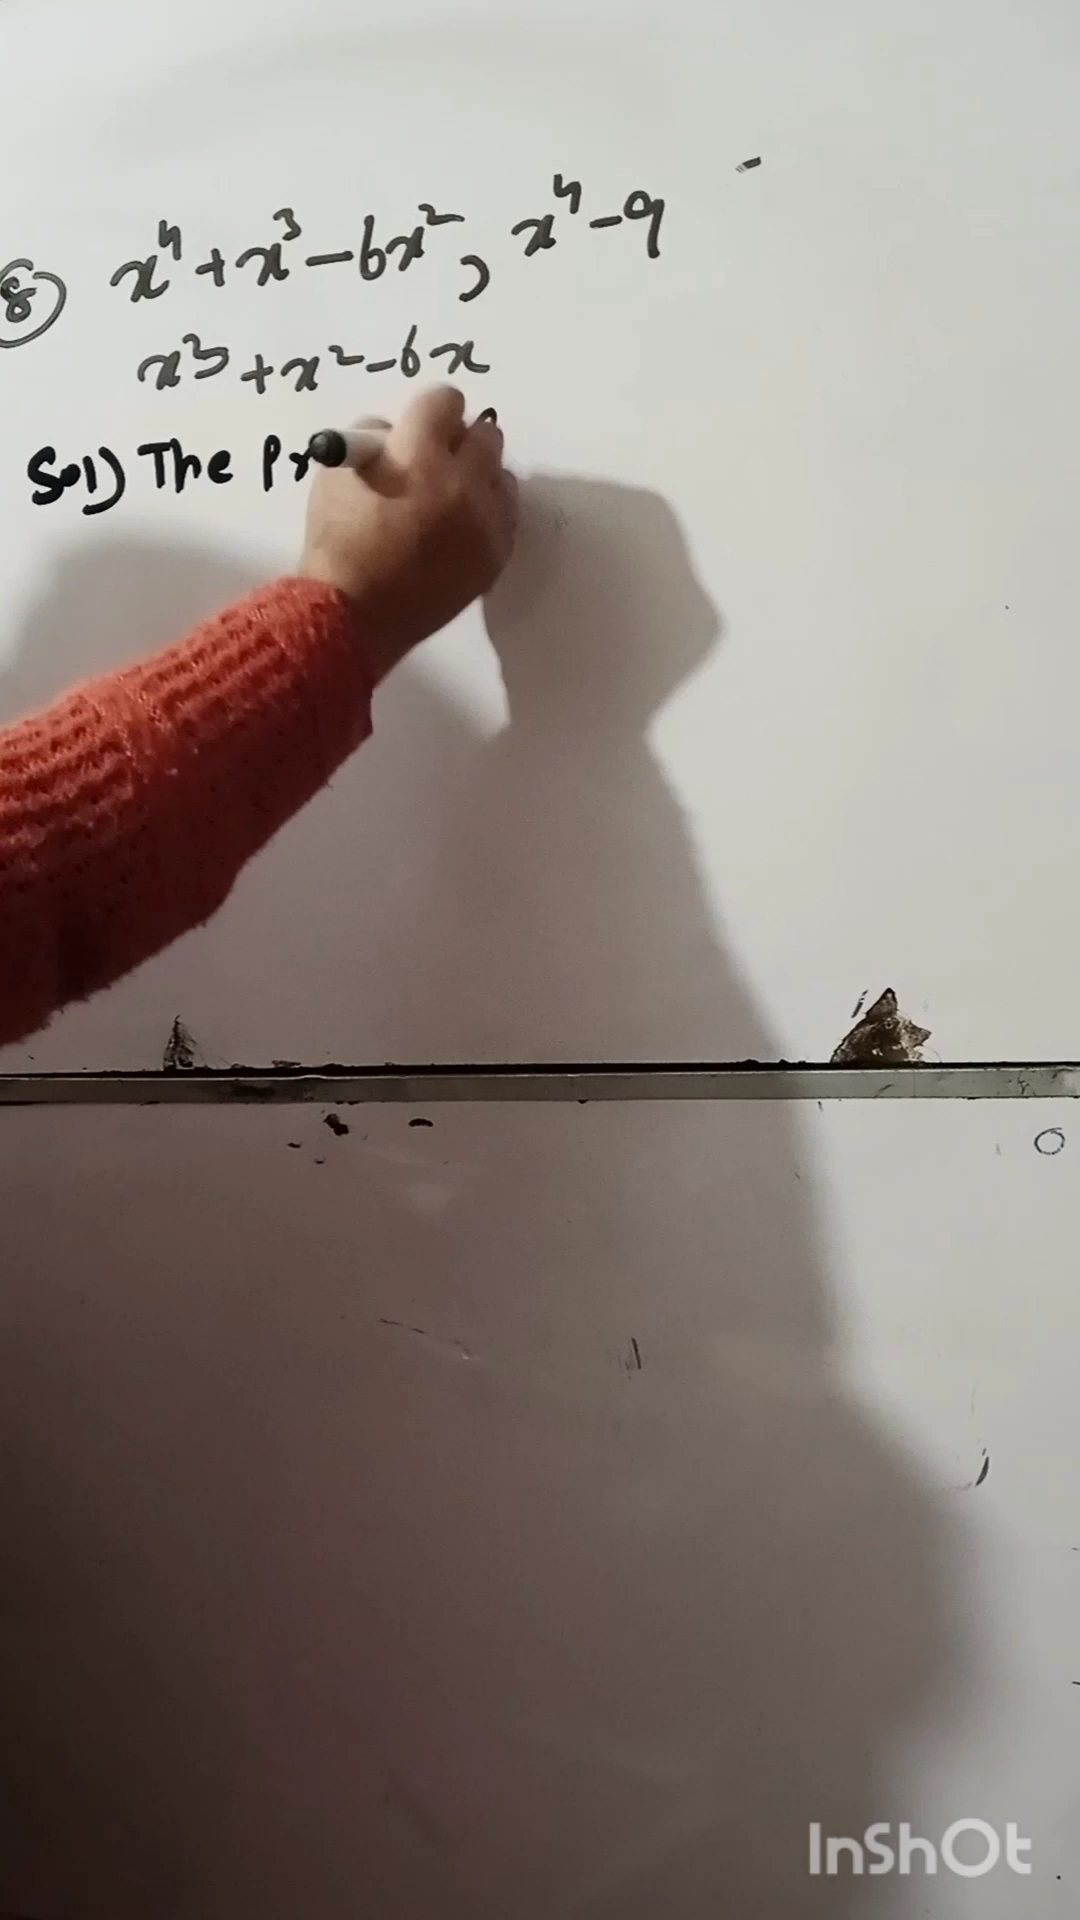 8) x⁴+x³-6x², x⁴-9
x³+x²-6x
Sol) The Pr
InShOt